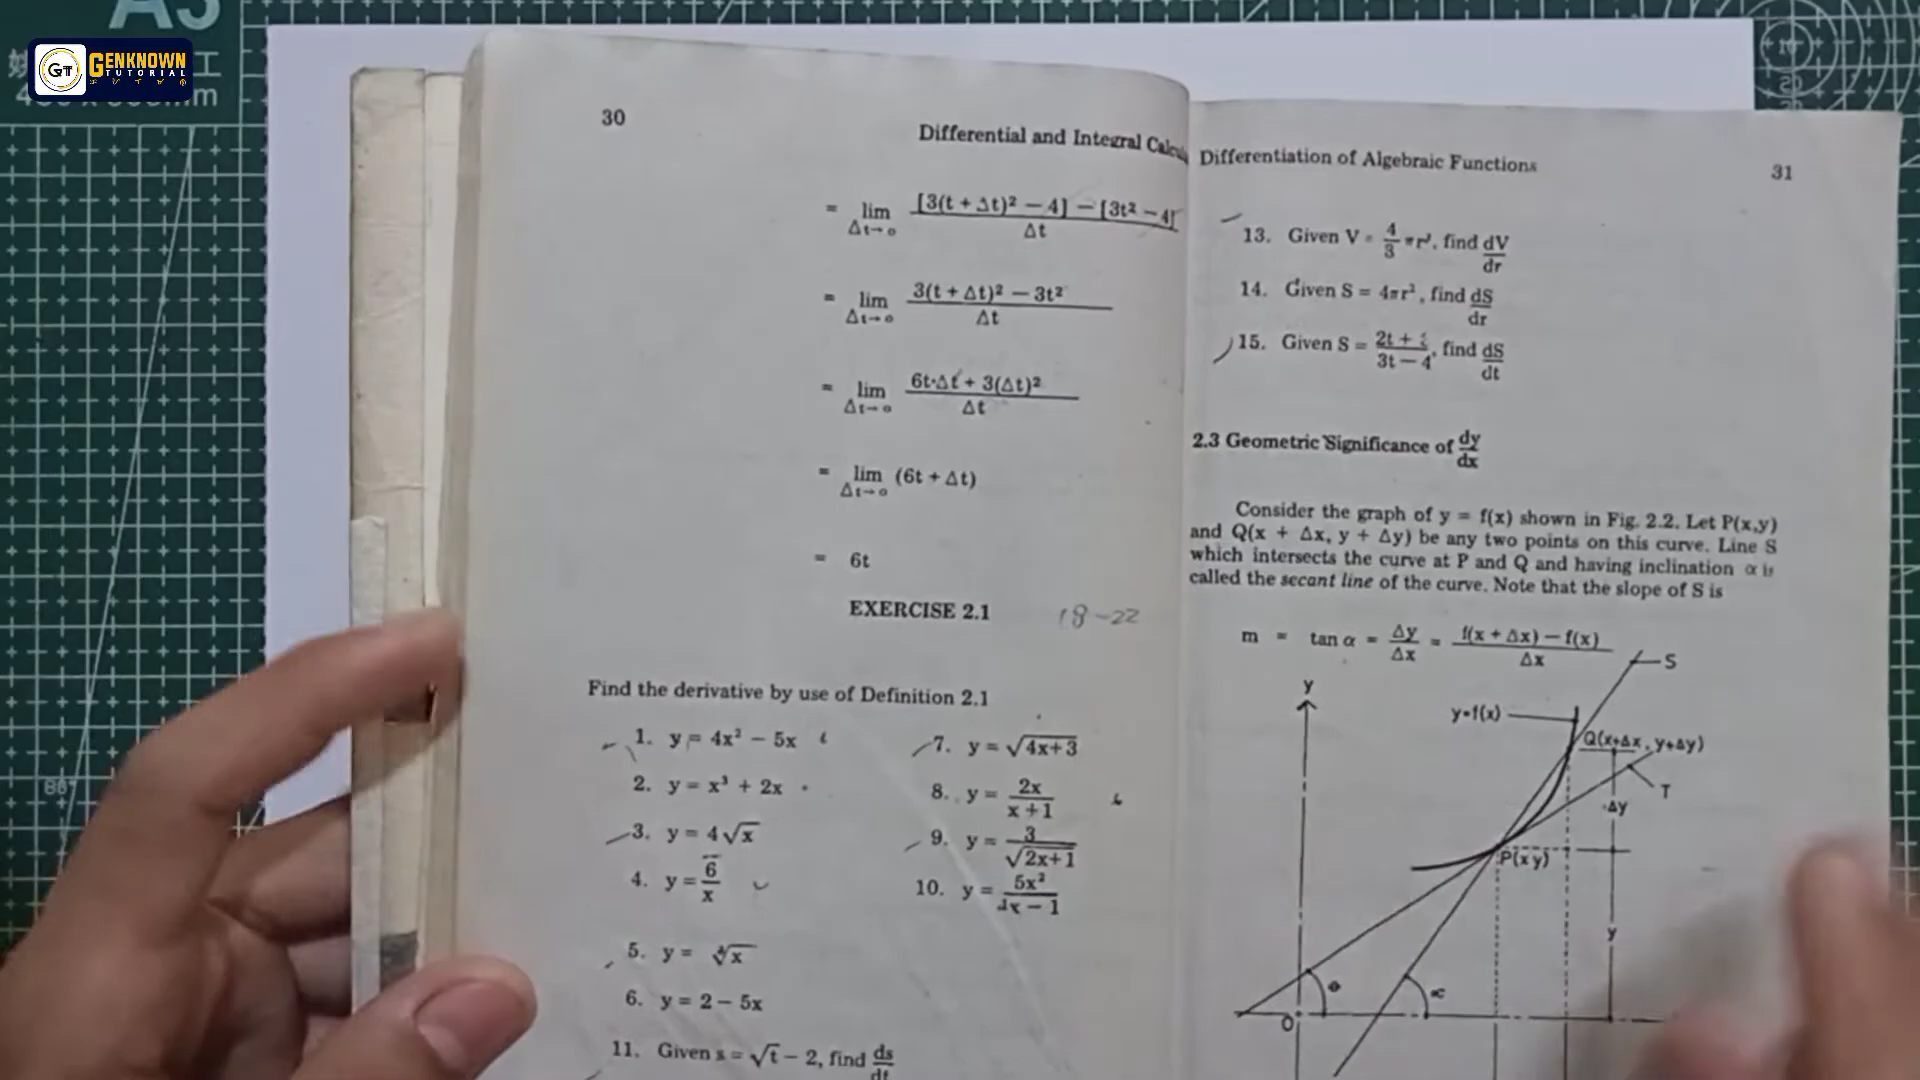 A3
GT GENKNOWN
TUTORIAL
30
Differential and Integral Calcu
= lim [3(t + Δt)² − 4] − [3t² − 4]
Δt→o Δt
= lim 3(t + Δt)² − 3t²
Δt→o Δt
= lim 6t·Δt + 3(Δt)²
Δt→o Δt
= lim (6t + Δt)
Δt→o
= 6t
EXERCISE 2.1 18-22
Find the derivative by use of Definition 2.1
1. y = 4x² − 5x
2. y = x³ + 2x
3. y = 4√x
4. y = 6/x
5. y = ∜x
6. y = 2 − 5x
7. y = √4x+3
8. y = 2x/x + 1
9. y = 3/√2x+1
10. y = 5x²/4x − 1
11. Given s = √t − 2, find ds/dt
Differentiation of Algebraic Functions
31
13. Given V = 4/3 πr³, find dV/dr
14. Given S = 4πr², find dS/dr
15. Given S = 2t + /3t − 4, find dS/dt
2.3 Geometric Significance of dy/dx
Consider the graph of y = f(x) shown in Fig. 2.2. Let P(x,y)
and Q(x + Δx, y + Δy) be any two points on this curve. Line S
which intersects the curve at P and Q and having inclination α is
called the secant line of the curve. Note that the slope of S is
m = tan α = Δy/Δx = f(x + Δx) − f(x)/Δx
S
y
y=f(x)
Q(x+Δx, y+Δy)
T
Δy
P(x y)
y
θ
α
O